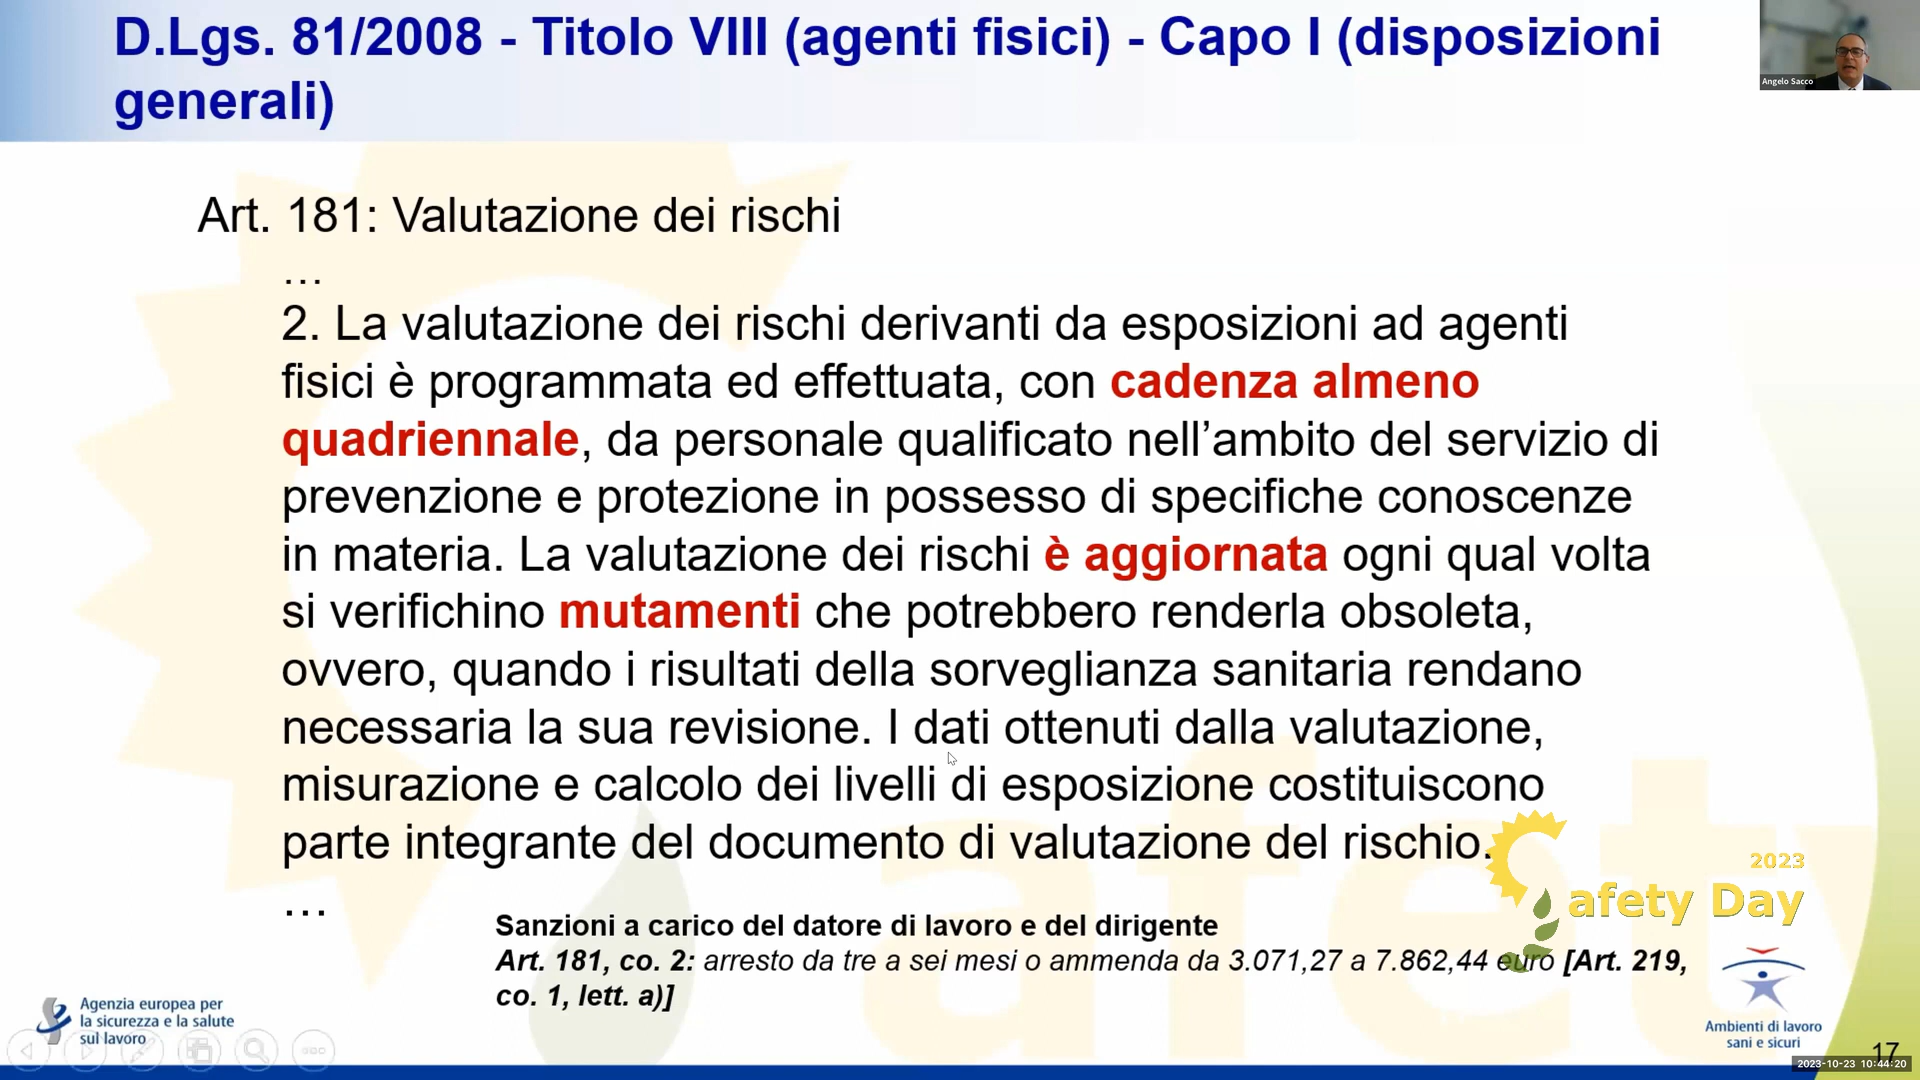 D.Lgs. 81/2008 - Titolo VIII (agenti fisici) - Capo I (disposizioni
generali)
Angelo Sacco
Art. 181: Valutazione dei rischi
…
2. La valutazione dei rischi derivanti da esposizioni ad agenti
fisici è programmata ed effettuata, con cadenza almeno
quadriennale, da personale qualificato nell’ambito del servizio di
prevenzione e protezione in possesso di specifiche conoscenze
in materia. La valutazione dei rischi è aggiornata ogni qual volta
si verifichino mutamenti che potrebbero renderla obsoleta,
ovvero, quando i risultati della sorveglianza sanitaria rendano
necessaria la sua revisione. I dati ottenuti dalla valutazione,
misurazione e calcolo dei livelli di esposizione costituiscono
parte integrante del documento di valutazione del rischio.
…
2023
afety Day
Sanzioni a carico del datore di lavoro e del dirigente
Art. 181, co. 2: arresto da tre a sei mesi o ammenda da 3.071,27 a 7.862,44 euro [Art. 219,
co. 1, lett. a)]
Agenzia europea per
la sicurezza e la salute
sul lavoro
Ambienti di lavoro
sani e sicuri
17
2023-10-23 10:44:20